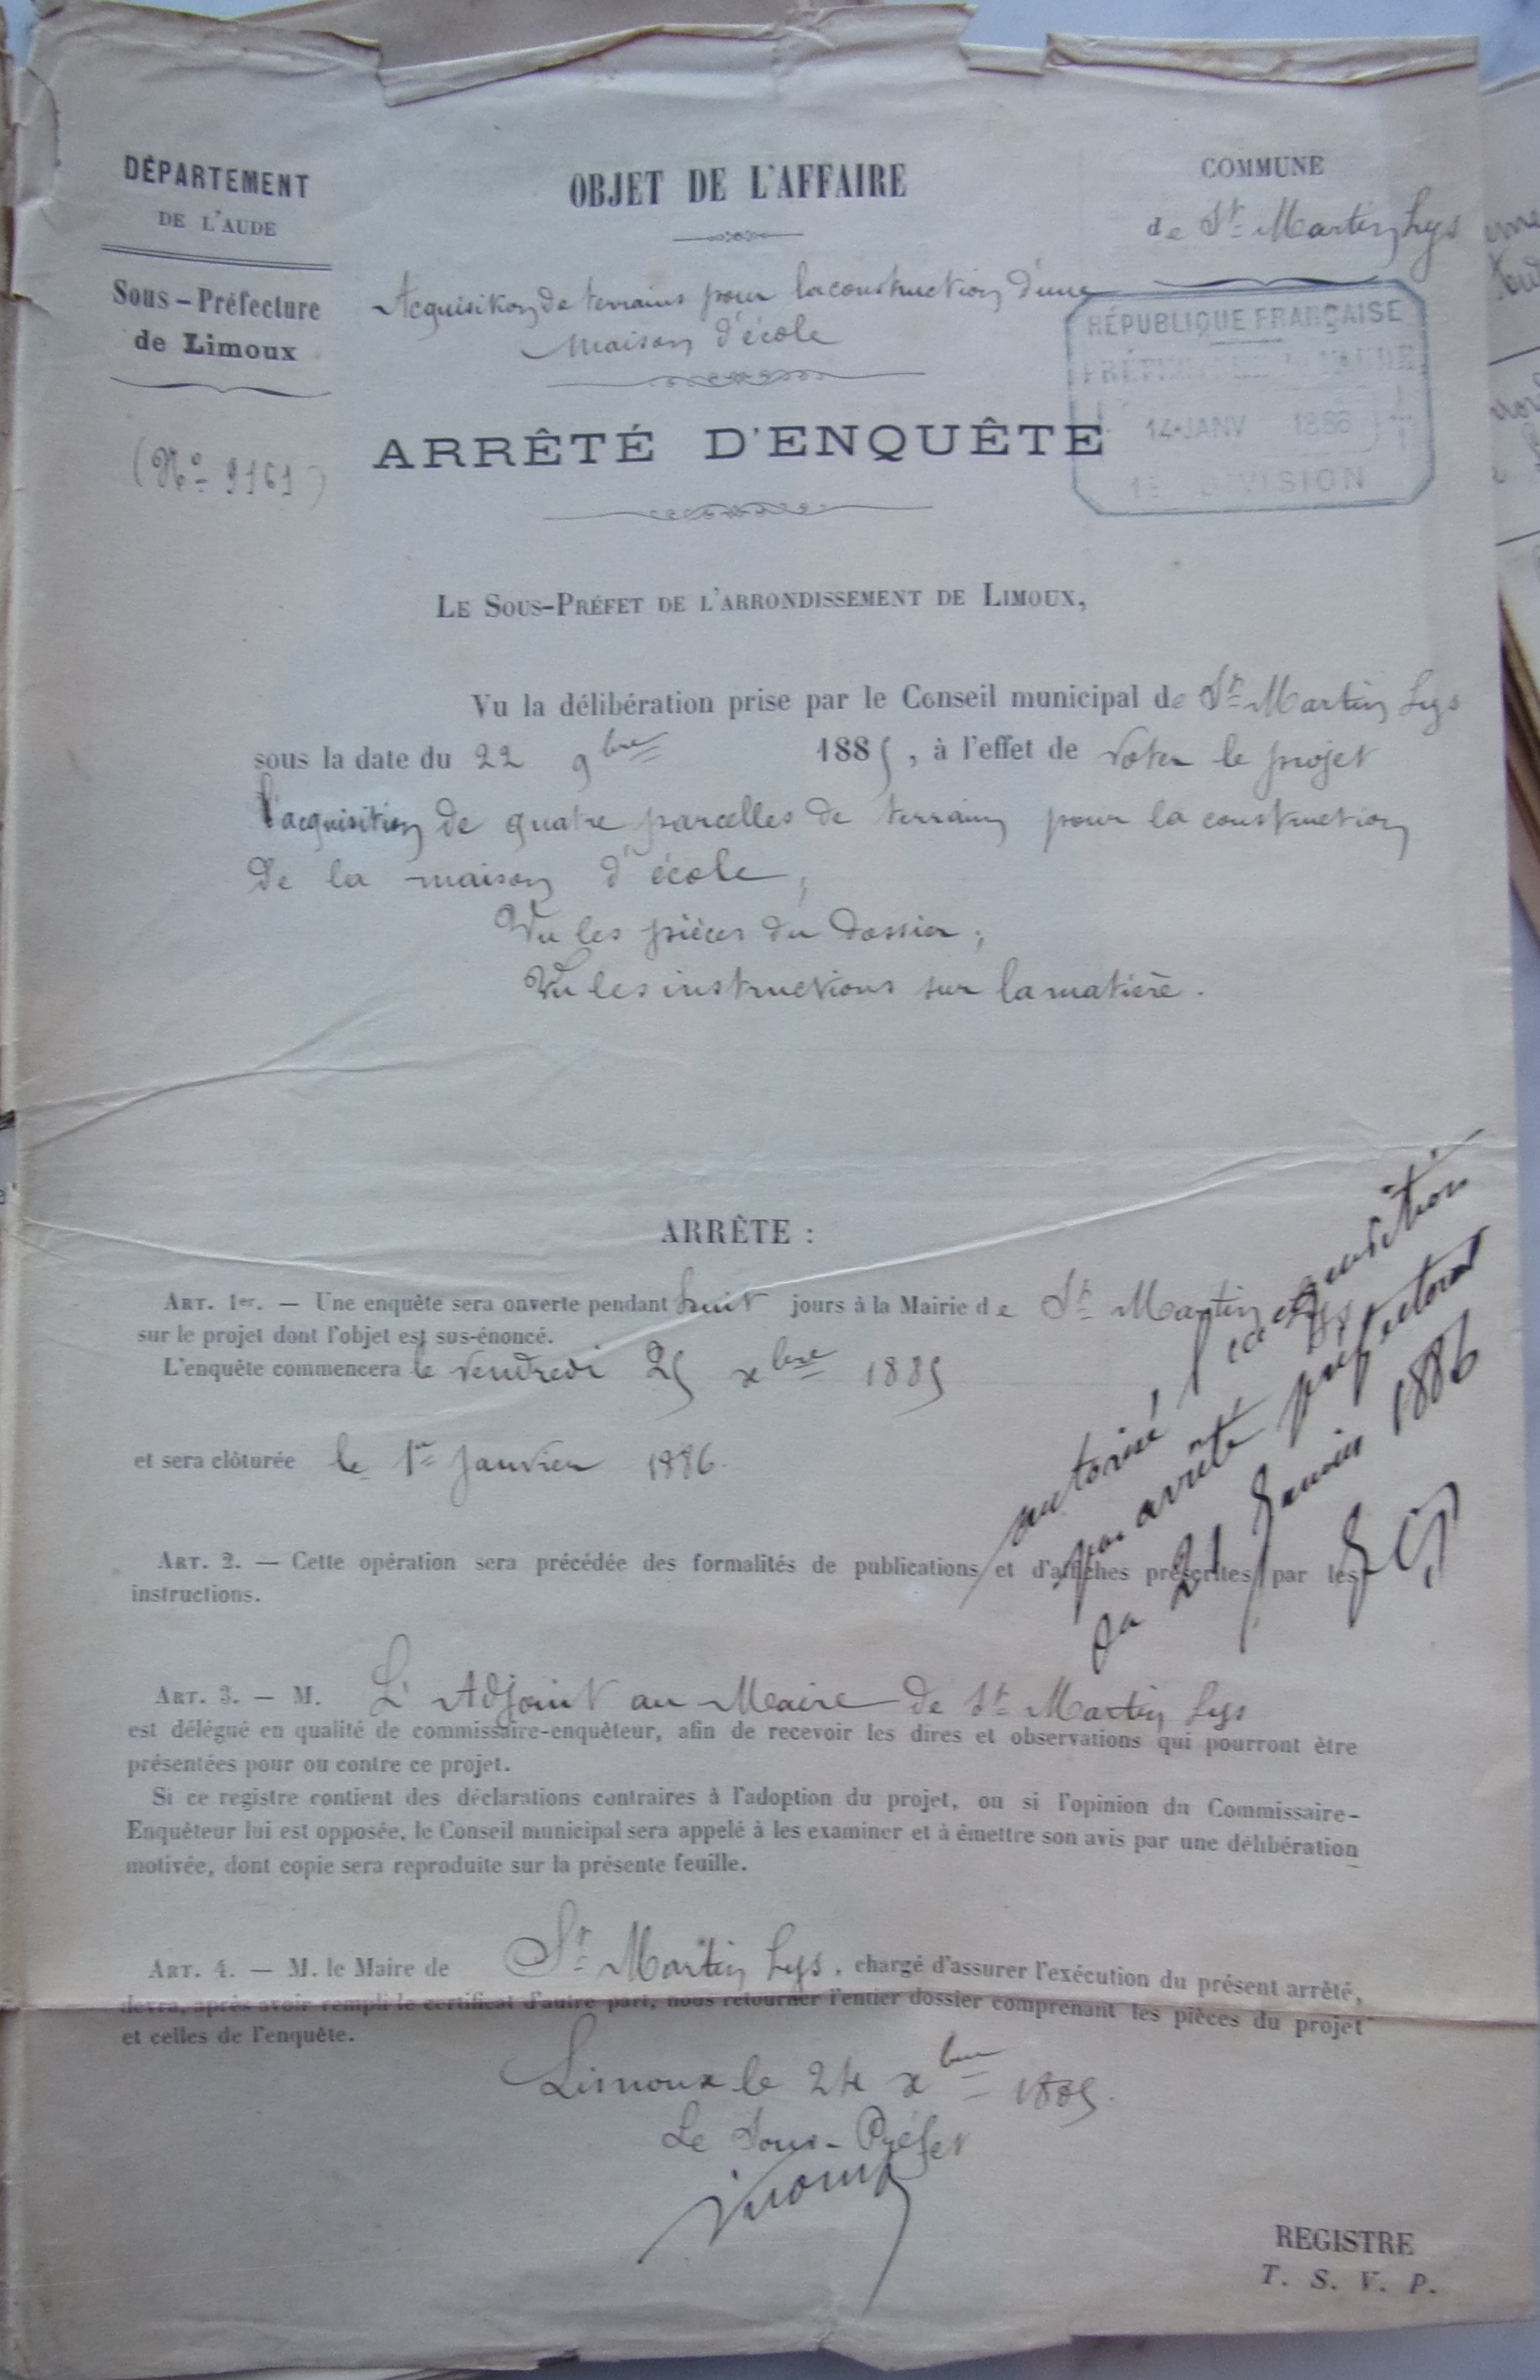 DÉPARTEMENT
DE L'AUDE
Sous-Préfecture
de Limoux
(N° 9161)
OBJET DE L'AFFAIRE
Acquisition de terrains pour la construction d'une
maison d'école
COMMUNE
de St Martin Lys
RÉPUBLIQUE FRANÇAISE
PRÉFECTURE DE L'AUDE
14 JANV 1886
1E DIVISION
ARRÊTÉ D'ENQUÊTE
LE SOUS-PRÉFET DE L'ARRONDISSEMENT DE LIMOUX,
Vu la délibération prise par le Conseil municipal de St Martin Lys
sous la date du 22 9bre 1885, à l'effet de voter le projet
l'acquisition de quatre parcelles de terrain pour la construction
de la maison d'école,
Vu les pièces du dossier;
Vu les instructions sur la matière.
ARRÊTE :
ART. 1er. — Une enquête sera ouverte pendant huit jours à la Mairie de St Martin Lys
sur le projet dont l'objet est sus-énoncé.
L'enquête commencera le vendredi 25 xbre 1885
et sera clôturée le 1er Janvier 1886.
autorisé, l'acquisition
par arrêté préfectoral
du 21 Janvier 1886
ART. 2. — Cette opération sera précédée des formalités de publications et d'affiches prescrites par les
instructions.
ART. 3. — M. L'Adjoint au Maire de St Martin Lys
est délégué en qualité de commissaire-enquêteur, afin de recevoir les dires et observations qui pourront être
présentées pour ou contre ce projet.
Si ce registre contient des déclarations contraires à l'adoption du projet, ou si l'opinion du Commissaire-
Enquêteur lui est opposée, le Conseil municipal sera appelé à les examiner et à émettre son avis par une délibération
motivée, dont copie sera reproduite sur la présente feuille.
ART. 4. — M. le Maire de St Martin Lys, chargé d'assurer l'exécution du présent arrêté,
devra, après avoir rempli le certificat d'autre part, nous retourner l'entier dossier comprenant les pièces du projet
et celles de l'enquête.
Limoux le 24 xbre 1885.
Le Sous-Préfet
REGISTRE
T. S. V. P.